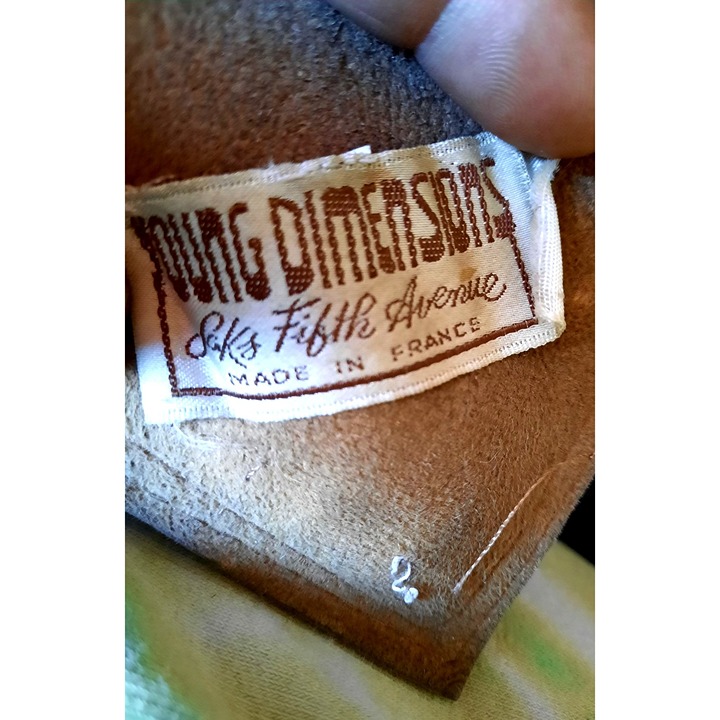 YOUNG DIMENSIONS
Saks Fifth Avenue
MADE IN FRANCE